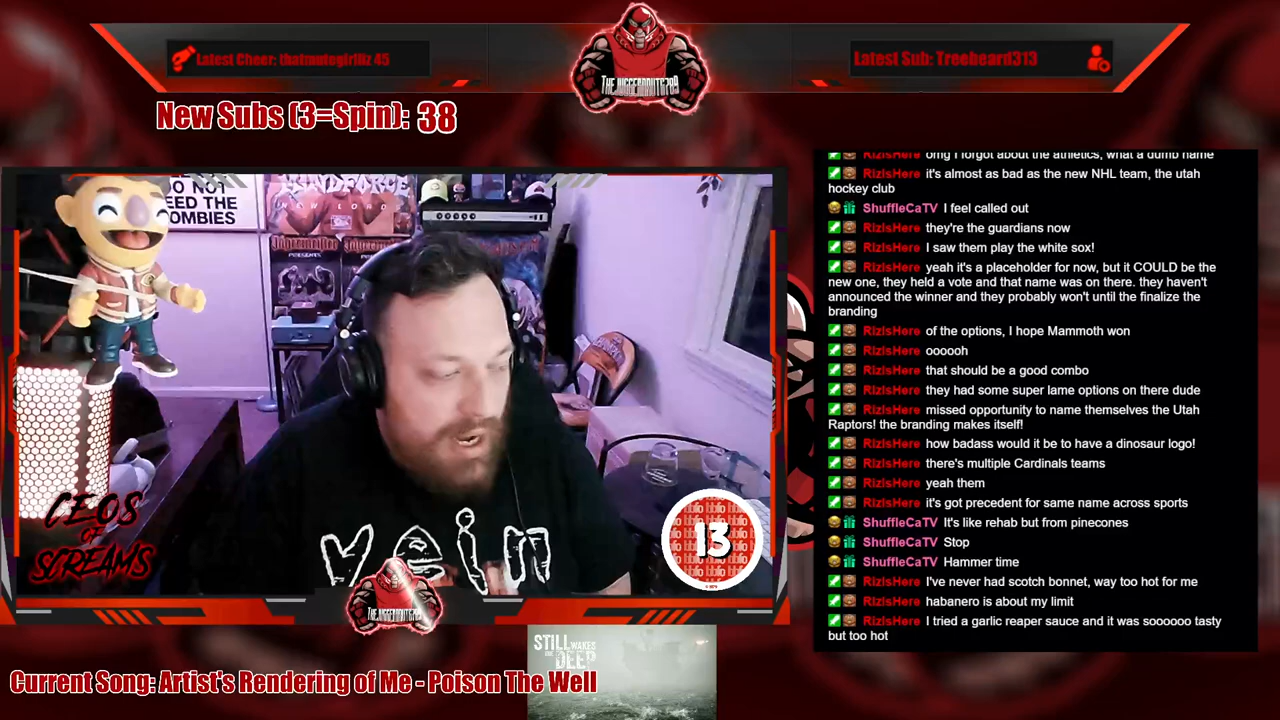 Latest Cheer: thatmutegirlliz 45
THEJUGGERNAUT6789
Latest Sub: Treebeard313
New Subs (3=Spin): 38
DO NOT
FEED THE
ZOMBIES
MINDFORCE
NEW LORDS
Jägermeister
PRESENTS
Jägermeister
CEOS
OF
SCREAMS
vein
13
RizIsHere omg I forgot about the athletics, what a dumb name
RizIsHere it's almost as bad as the new NHL team, the utah
hockey club
ShuffleCaTV I feel called out
RizIsHere they're the guardians now
RizIsHere I saw them play the white sox!
RizIsHere yeah it's a placeholder for now, but it COULD be the
new one, they held a vote and that name was on there. they haven't
announced the winner and they probably won't until the finalize the
branding
RizIsHere of the options, I hope Mammoth won
RizIsHere oooooh
RizIsHere that should be a good combo
RizIsHere they had some super lame options on there dude
RizIsHere missed opportunity to name themselves the Utah
Raptors! the branding makes itself!
RizIsHere how badass would it be to have a dinosaur logo!
RizIsHere there's multiple Cardinals teams
RizIsHere yeah them
RizIsHere it's got precedent for same name across sports
ShuffleCaTV It's like rehab but from pinecones
ShuffleCaTV Stop
ShuffleCaTV Hammer time
RizIsHere I've never had scotch bonnet, way too hot for me
RizIsHere habanero is about my limit
RizIsHere I tried a garlic reaper sauce and it was soooooo tasty
but too hot
STILL WAKES
THE DEEP
Current Song: Artist's Rendering of Me - Poison The Well